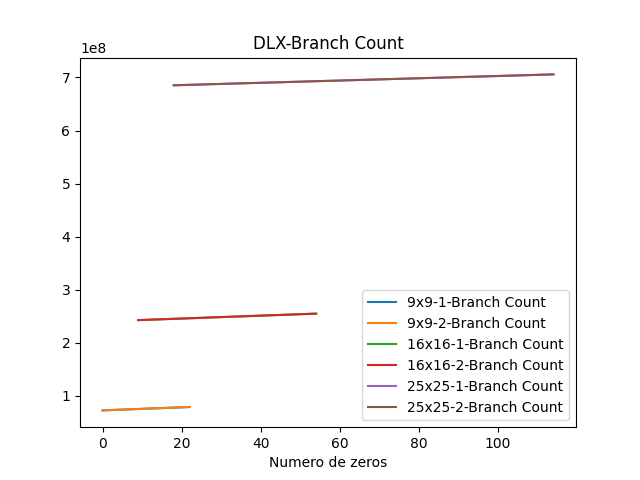 DLX-Branch Count
1e8
7
6
5
4
3
2
1
9x9-1-Branch Count
9x9-2-Branch Count
16x16-1-Branch Count
16x16-2-Branch Count
25x25-1-Branch Count
25x25-2-Branch Count
0 20 40 60 80 100
Numero de zeros